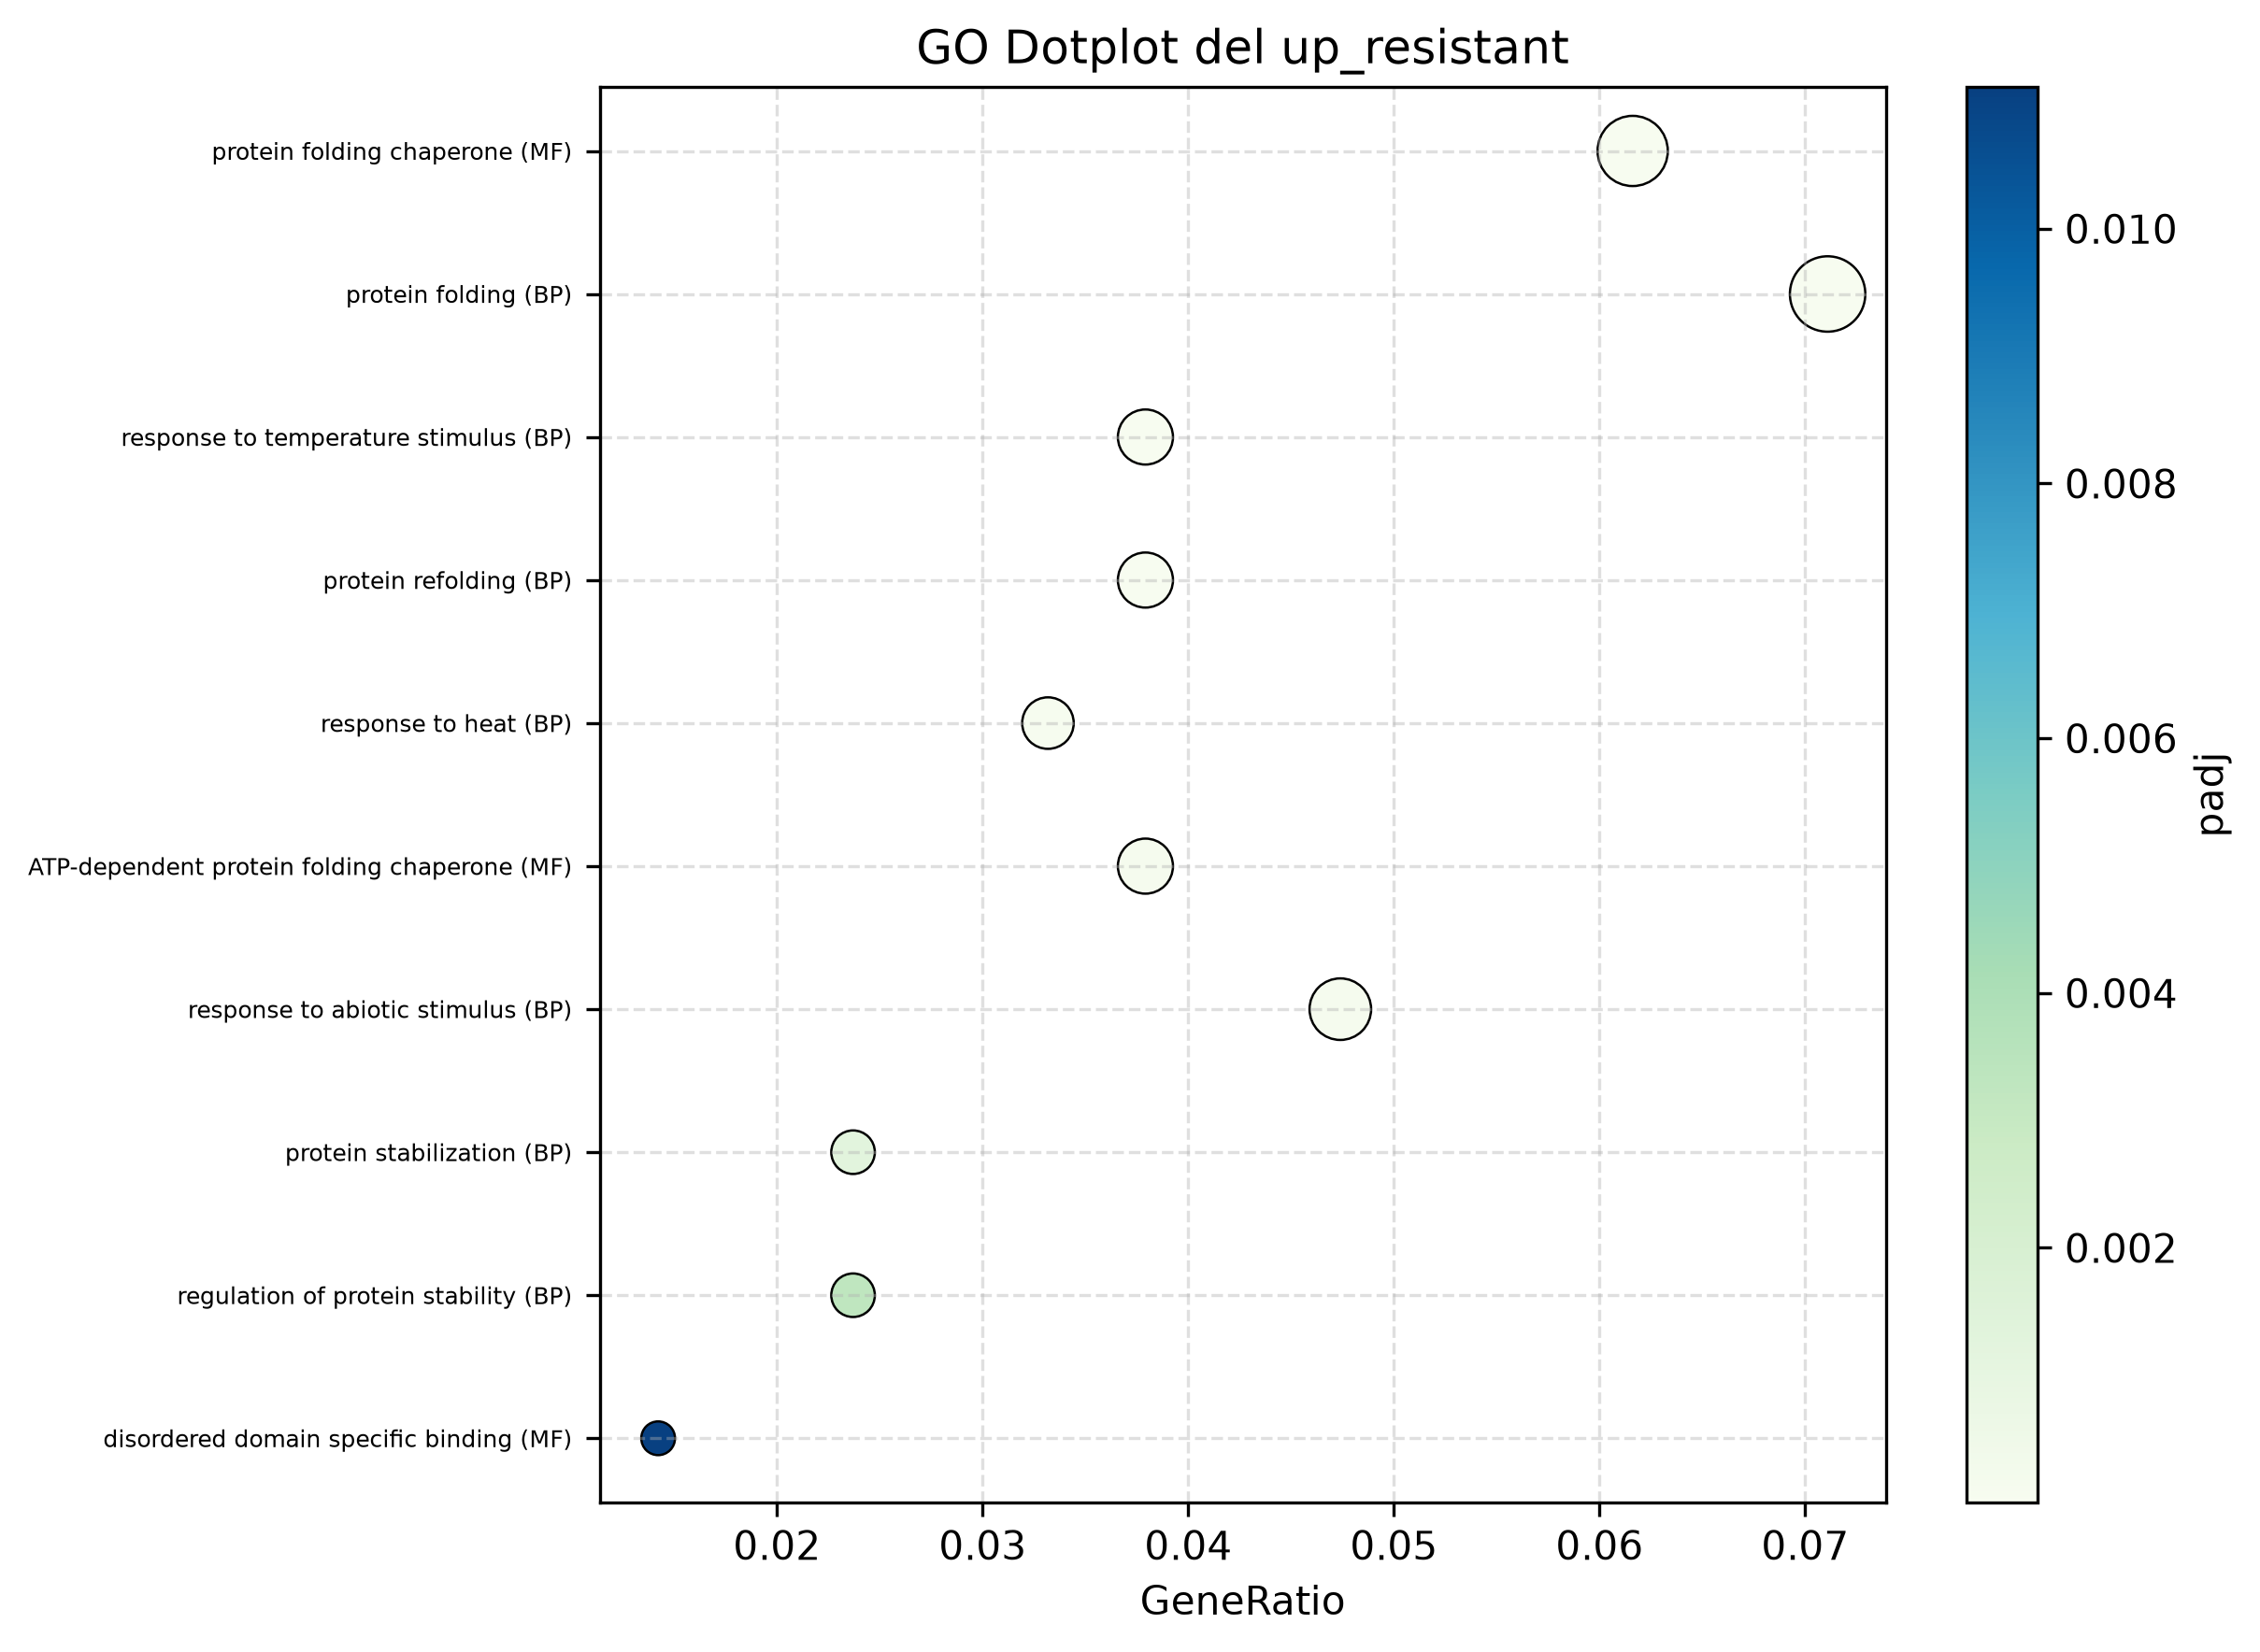 GO Dotplot del up_resistant
protein folding chaperone (MF)
protein folding (BP)
response to temperature stimulus (BP)
protein refolding (BP)
response to heat (BP)
ATP-dependent protein folding chaperone (MF)
response to abiotic stimulus (BP)
protein stabilization (BP)
regulation of protein stability (BP)
disordered domain specific binding (MF)
0.02 0.03 0.04 0.05 0.06 0.07
GeneRatio
0.010
0.008
0.006
0.004
0.002
padj